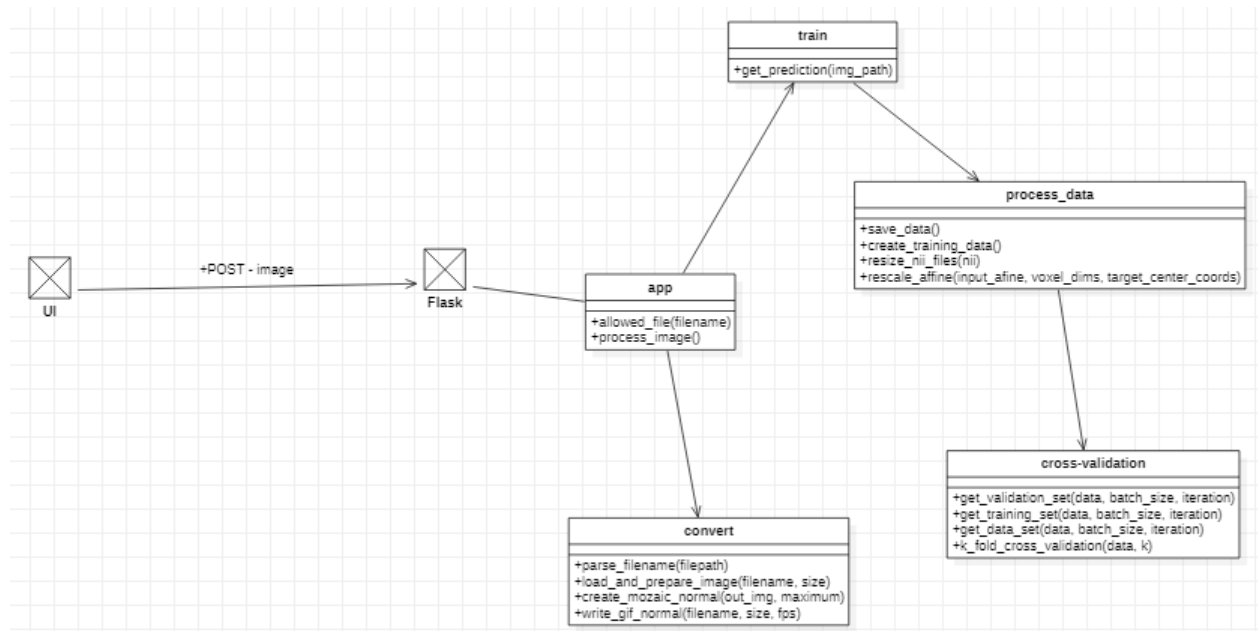 train
+get_prediction(img_path)
process_data
+save_data()
+create_training_data()
+resize_nii_files(nii)
+rescale_affine(input_afine, voxel_dims, target_center_coords)
+POST - image
UI
Flask
app
+allowed_file(filename)
+process_image()
cross-validation
+get_validation_set(data, batch_size, iteration)
+get_training_set(data, batch_size, iteration)
+get_data_set(data, batch_size, iteration)
+k_fold_cross_validation(data, k)
convert
+parse_filename(filepath)
+load_and_prepare_image(filename, size)
+create_mozaic_normal(out_img, maximum)
+write_gif_normal(filename, size, fps)